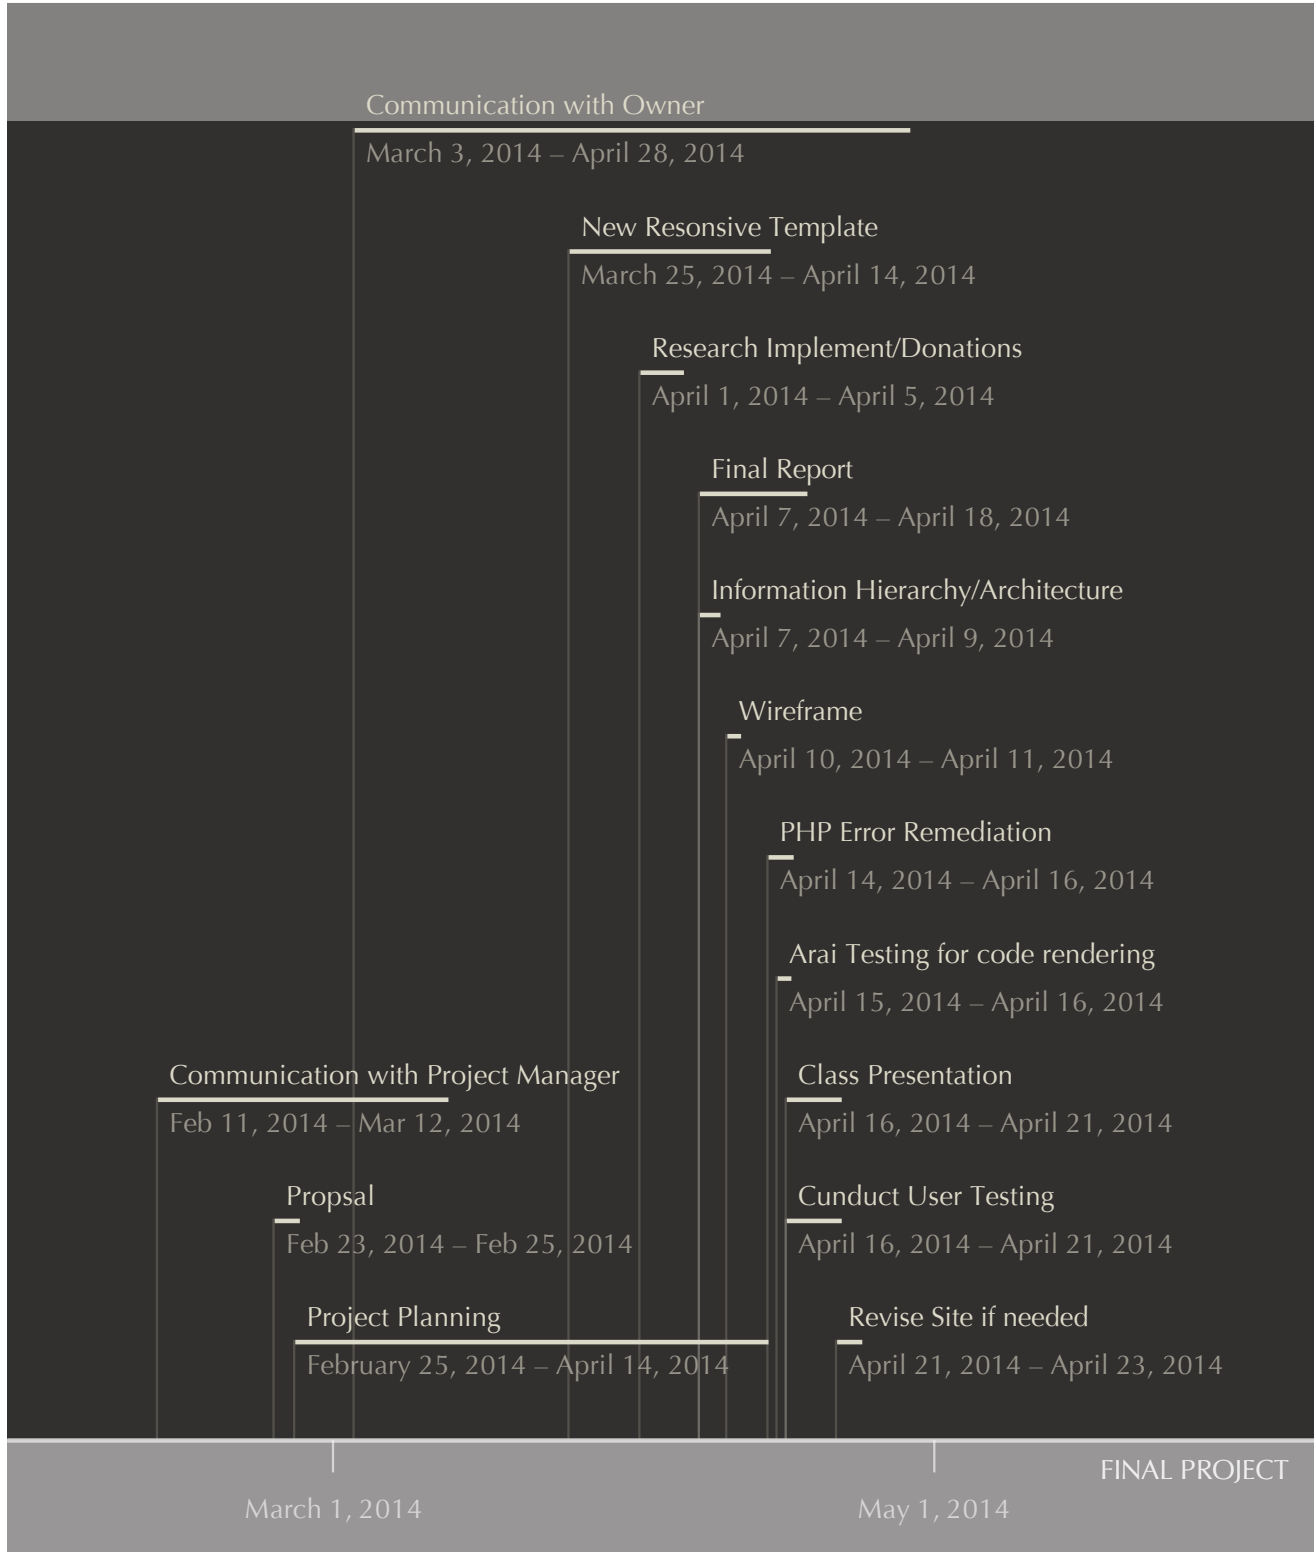 Communication with Owner
March 3, 2014 – April 28, 2014
New Resonsive Template
March 25, 2014 – April 14, 2014
Research Implement/Donations
April 1, 2014 – April 5, 2014
Final Report
April 7, 2014 – April 18, 2014
Information Hierarchy/Architecture
April 7, 2014 – April 9, 2014
Wireframe
April 10, 2014 – April 11, 2014
PHP Error Remediation
April 14, 2014 – April 16, 2014
Arai Testing for code rendering
April 15, 2014 – April 16, 2014
Communication with Project Manager
Feb 11, 2014 – Mar 12, 2014
Class Presentation
April 16, 2014 – April 21, 2014
Propsal
Feb 23, 2014 – Feb 25, 2014
Cunduct User Testing
April 16, 2014 – April 21, 2014
Project Planning
February 25, 2014 – April 14, 2014
Revise Site if needed
April 21, 2014 – April 23, 2014
FINAL PROJECT
March 1, 2014
May 1, 2014